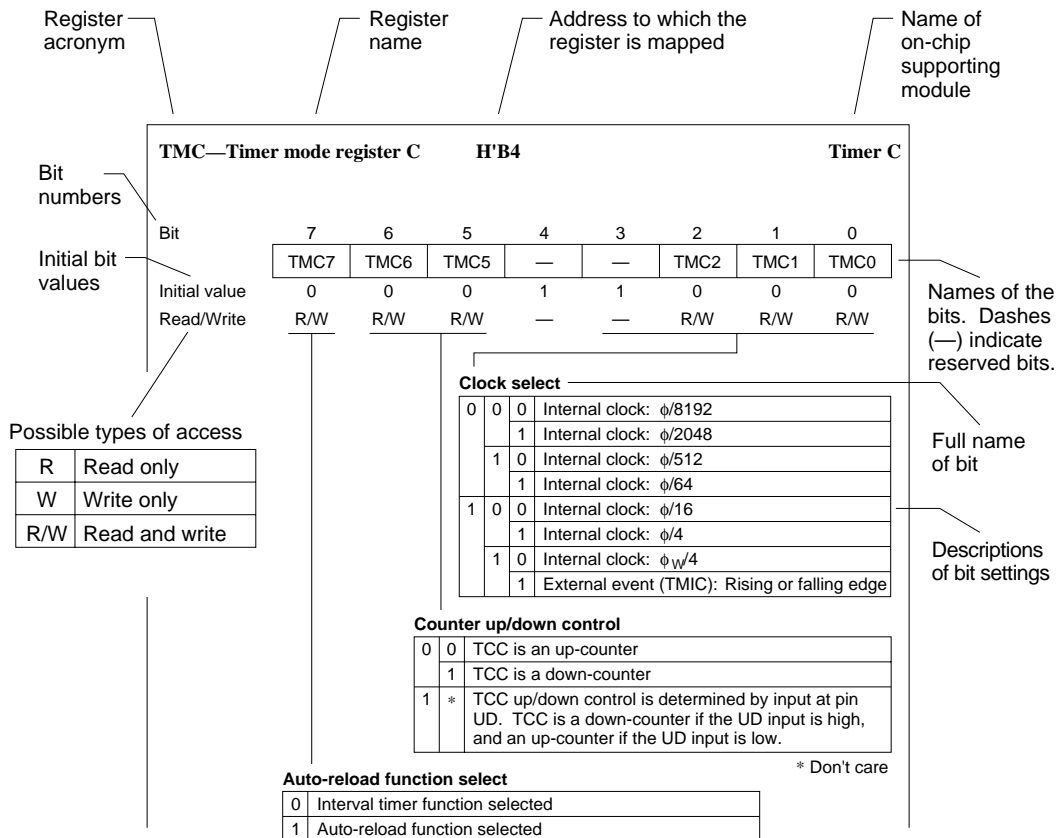 Register
acronym
Register
name
Address to which the
register is mapped
Name of
on-chip
supporting
module
TMC—Timer mode register C H'B4 Timer C
Bit
numbers
Bit 7 6 5 4 3 2 1 0
Initial bit
values
TMC7 TMC6 TMC5 — — TMC2 TMC1 TMC0
Initial value 0 0 0 1 1 0 0 0
Read/Write R/W R/W R/W — — R/W R/W R/W
Names of the
bits. Dashes
(—) indicate
reserved bits.
Possible types of access
R Read only
W Write only
R/W Read and write
Clock select
0 0 0 Internal clock: ϕ/8192
1 Internal clock: ϕ/2048
1 0 Internal clock: ϕ/512
1 Internal clock: ϕ/64
1 0 0 Internal clock: ϕ/16
1 Internal clock: ϕ/4
1 0 Internal clock: ϕW/4
1 External event (TMIC): Rising or falling edge
Full name
of bit
Descriptions
of bit settings
Counter up/down control
0 0 TCC is an up-counter
1 TCC is a down-counter
1 * TCC up/down control is determined by input at pin
UD. TCC is a down-counter if the UD input is high,
and an up-counter if the UD input is low.
* Don't care
Auto-reload function select
0 Interval timer function selected
1 Auto-reload function selected